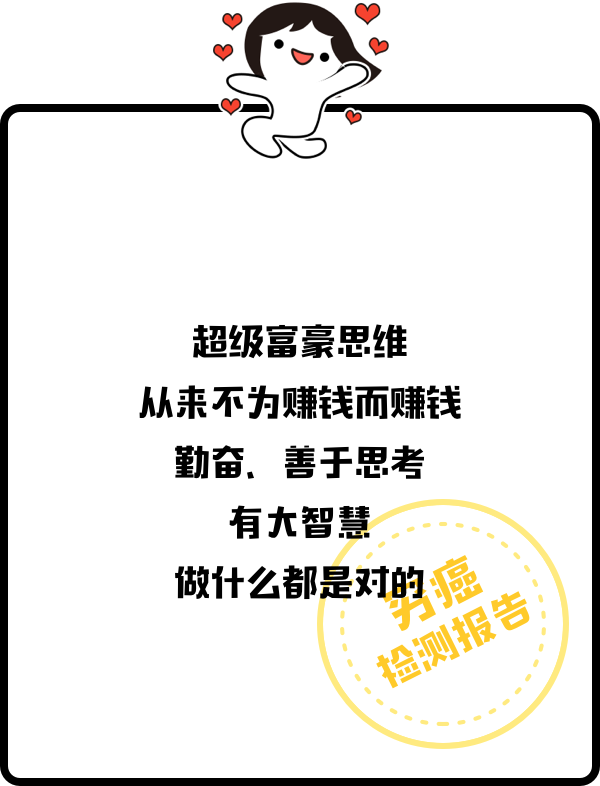 超级富豪思维
从来不为赚钱而赚钱
勤奋、善于思考
有大智慧
做什么都是对的
穷癌
检测报告